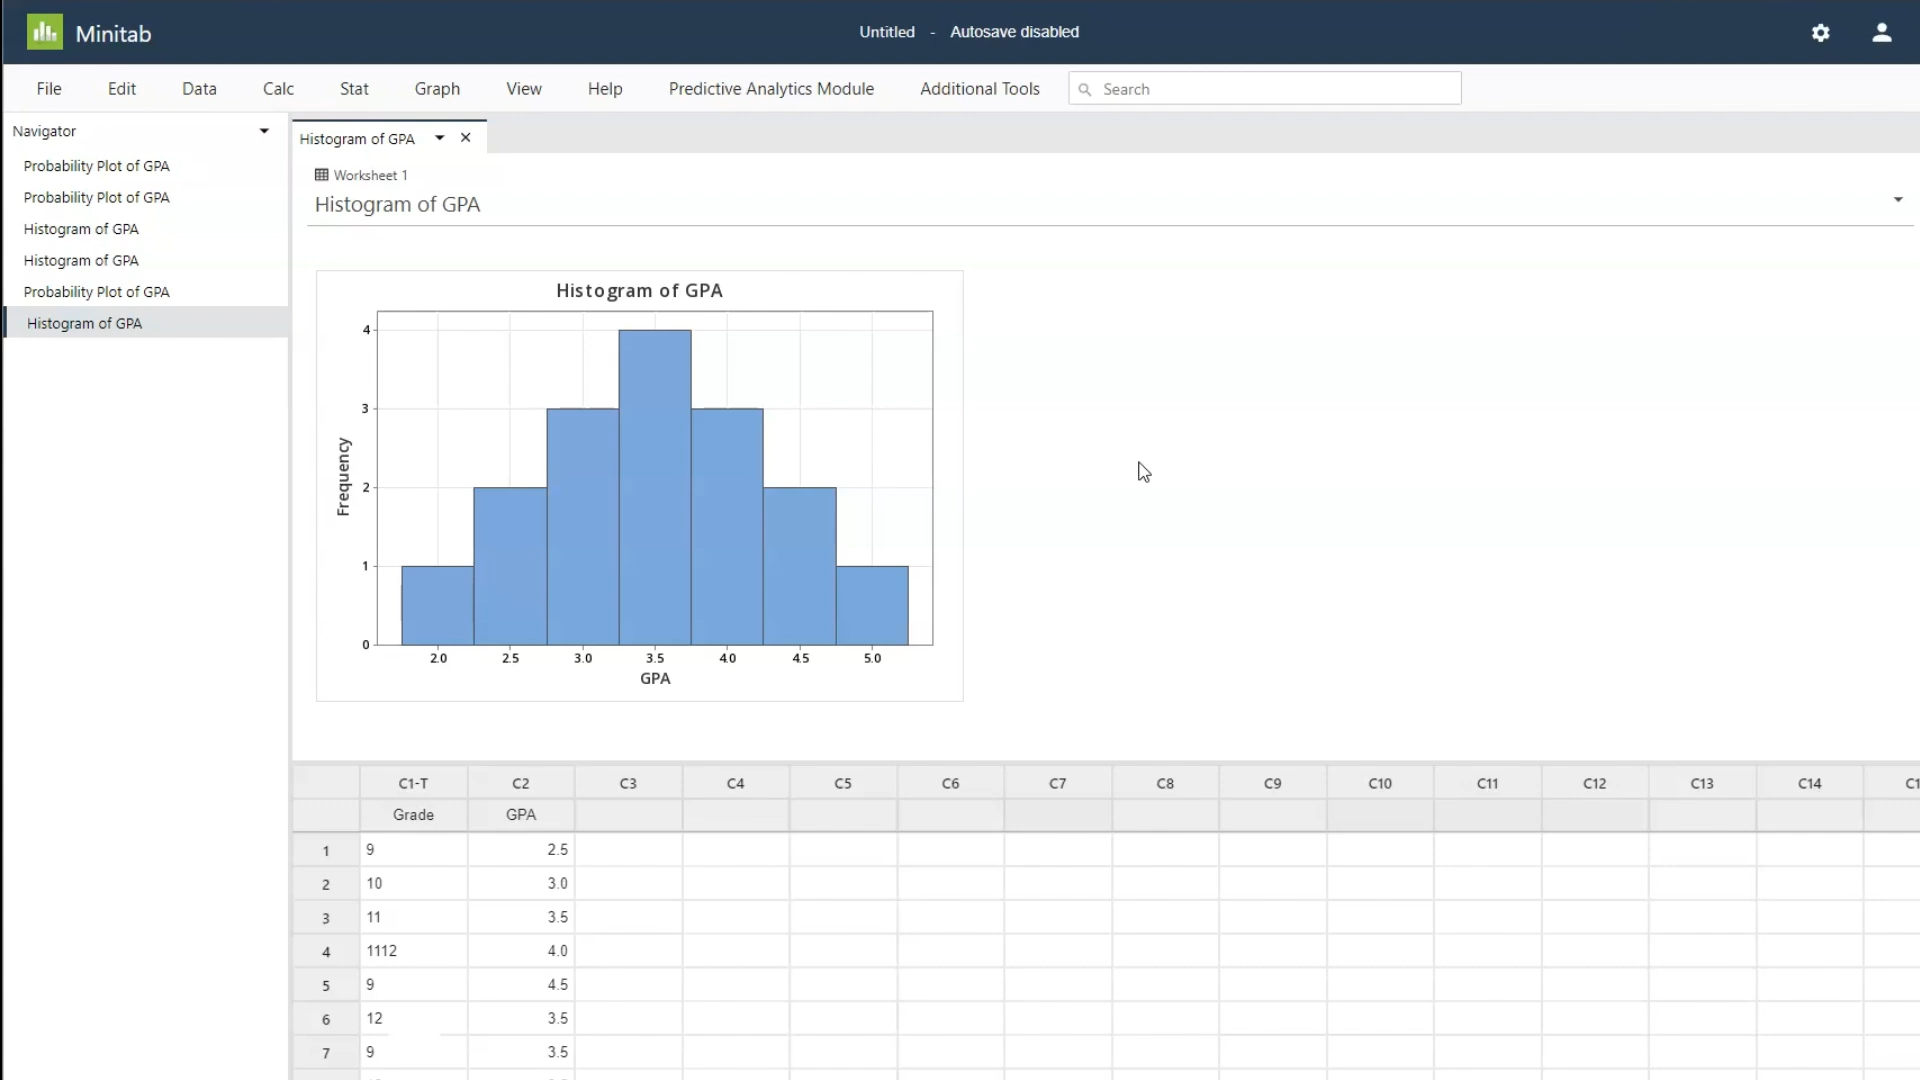 Minitab
Untitled - Autosave disabled
File Edit Data Calc Stat Graph View Help Predictive Analytics Module Additional Tools Search
Navigator
Probability Plot of GPA
Probability Plot of GPA
Histogram of GPA
Histogram of GPA
Probability Plot of GPA
Histogram of GPA
Histogram of GPA
Worksheet 1
Histogram of GPA
Histogram of GPA
4
3
2
1
0
Frequency
2.0 2.5 3.0 3.5 4.0 4.5 5.0
GPA
C1-T C2 C3 C4 C5 C6 C7 C8 C9 C10 C11 C12 C13 C14
Grade GPA
1 9 2.5
2 10 3.0
3 11 3.5
4 1112 4.0
5 9 4.5
6 12 3.5
7 9 3.5